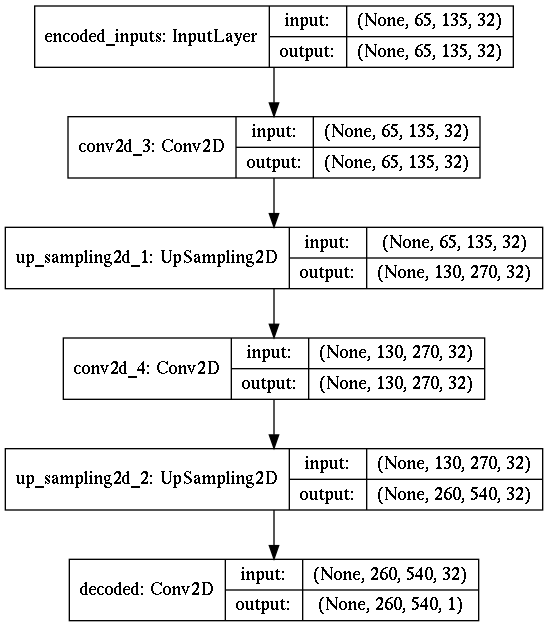 encoded_inputs: InputLayer
input: (None, 65, 135, 32)
output: (None, 65, 135, 32)
conv2d_3: Conv2D
input: (None, 65, 135, 32)
output: (None, 65, 135, 32)
up_sampling2d_1: UpSampling2D
input: (None, 65, 135, 32)
output: (None, 130, 270, 32)
conv2d_4: Conv2D
input: (None, 130, 270, 32)
output: (None, 130, 270, 32)
up_sampling2d_2: UpSampling2D
input: (None, 130, 270, 32)
output: (None, 260, 540, 32)
decoded: Conv2D
input: (None, 260, 540, 32)
output: (None, 260, 540, 1)